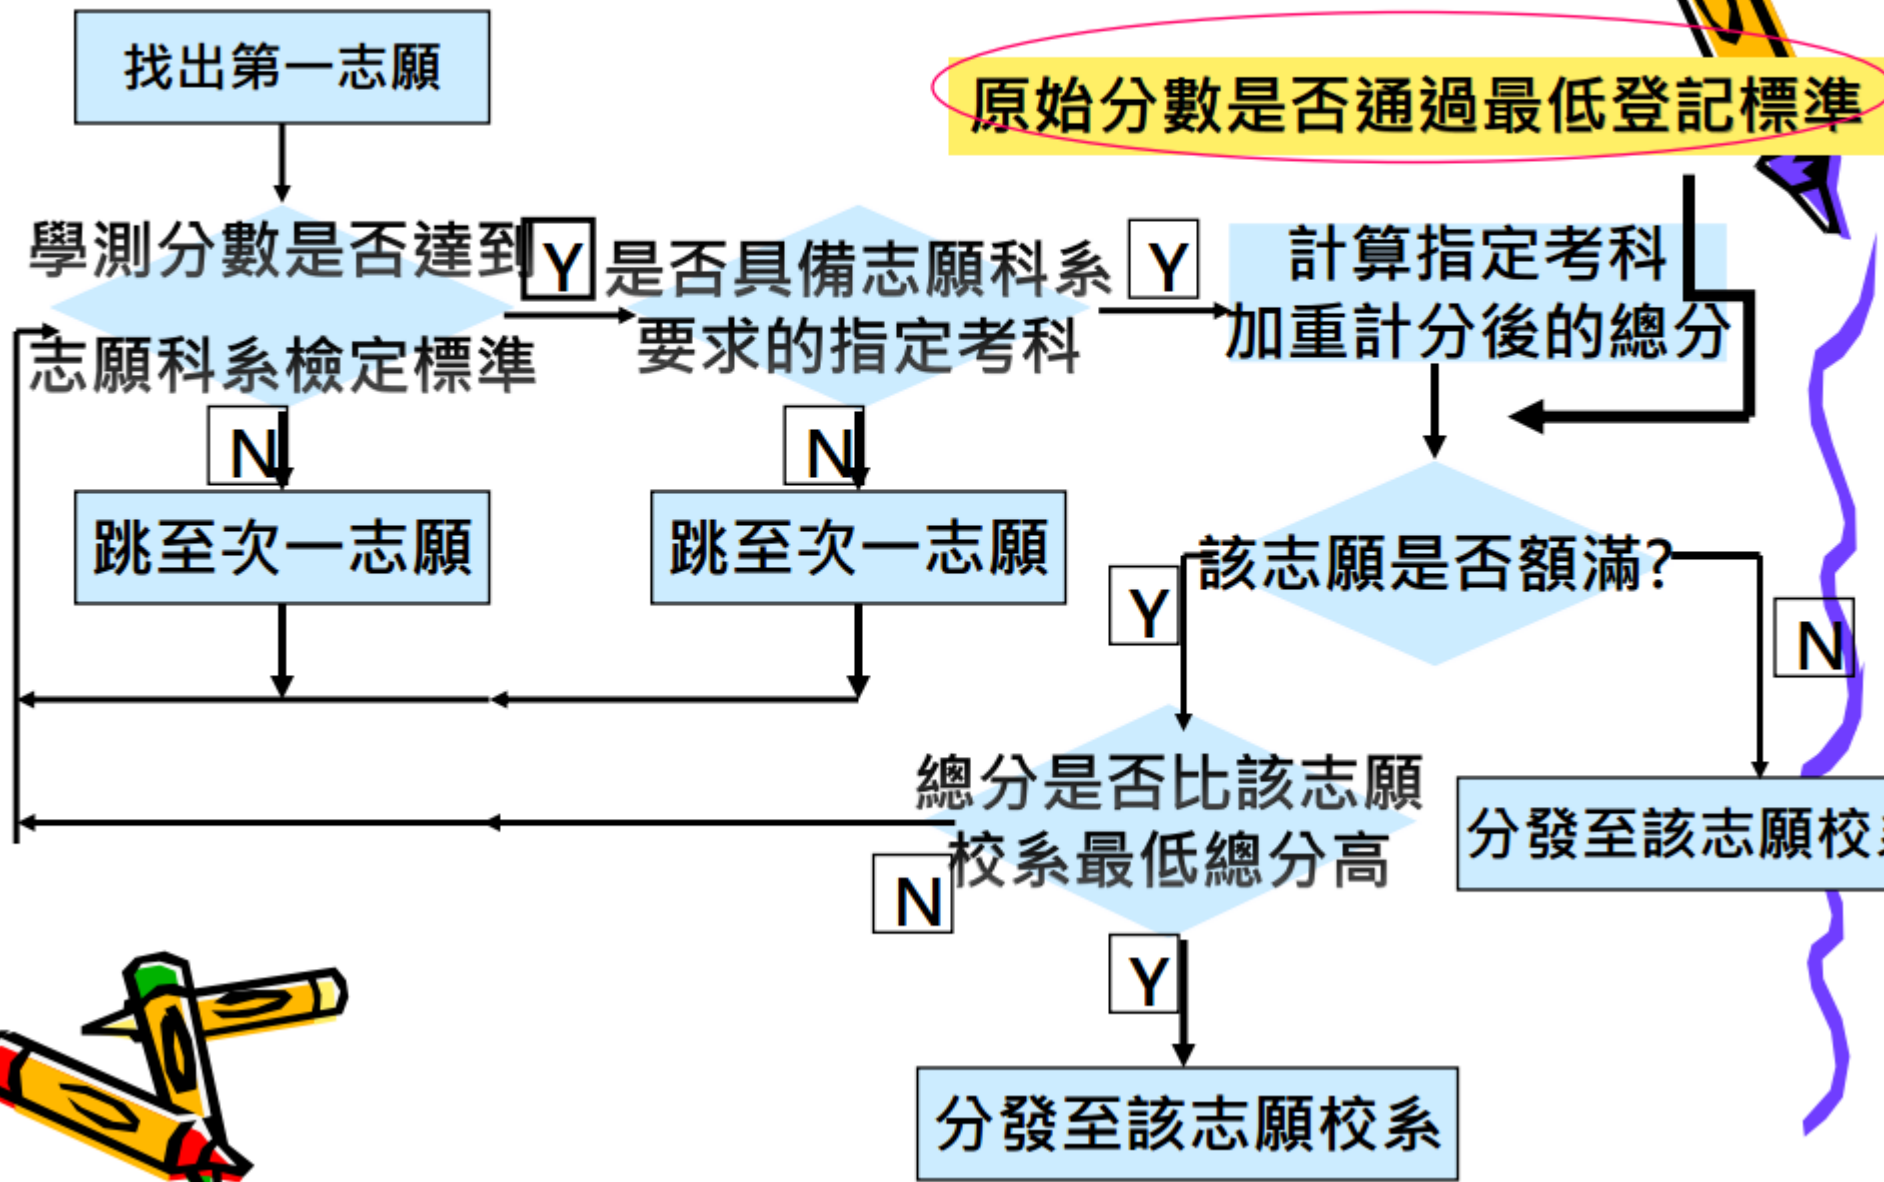 找出第一志願
原始分數是否通過最低登記標準
學測分數是否達到
志願科系檢定標準
Y
是否具備志願科系
要求的指定考科
Y
計算指定考科
加重計分後的總分
N
N
跳至次一志願
跳至次一志願
該志願是否額滿?
Y
N
總分是否比該志願
校系最低總分高
N
分發至該志願校
Y
分發至該志願校系